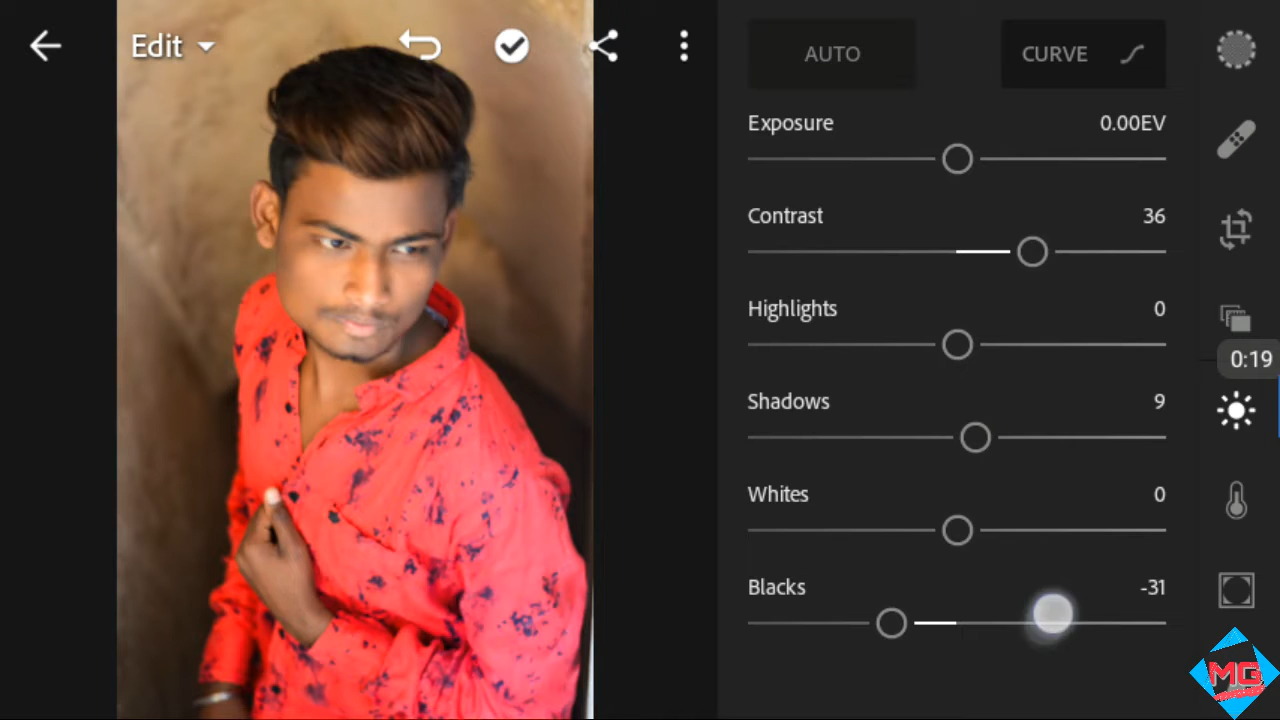 Edit
AUTO
CURVE
Exposure 0.00EV
Contrast 36
Highlights 0
Shadows 9
Whites 0
Blacks -31
0:19
MG